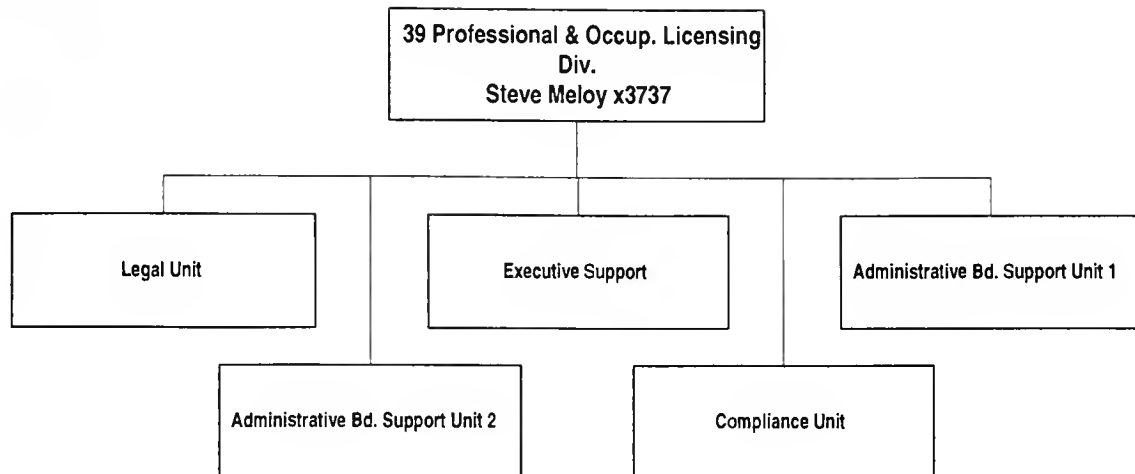 39 Professional & Occup. Licensing
Div.
Steve Meloy x3737
Legal Unit
Executive Support
Administrative Bd. Support Unit 1
Administrative Bd. Support Unit 2
Compliance Unit